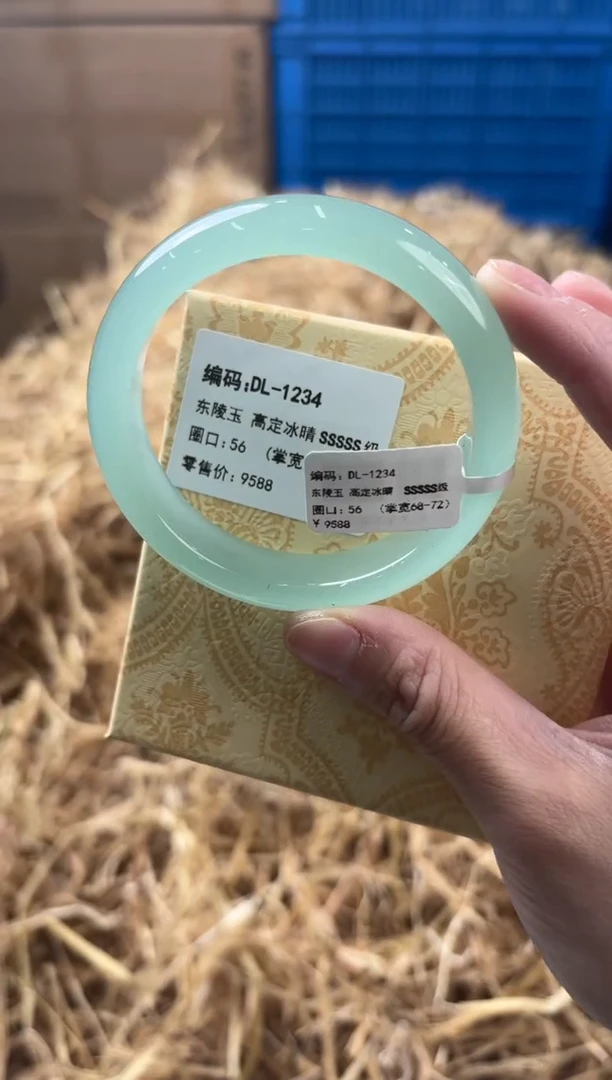 编码:DL-1234
东陵玉 高定冰晴 SSSSS级
圈口:56 (掌宽
零售价: 9588
编码: DL-1234
东陵玉 高定冰晴 SSSSS级
圈口: 56 (掌宽68-72)
¥ 9588